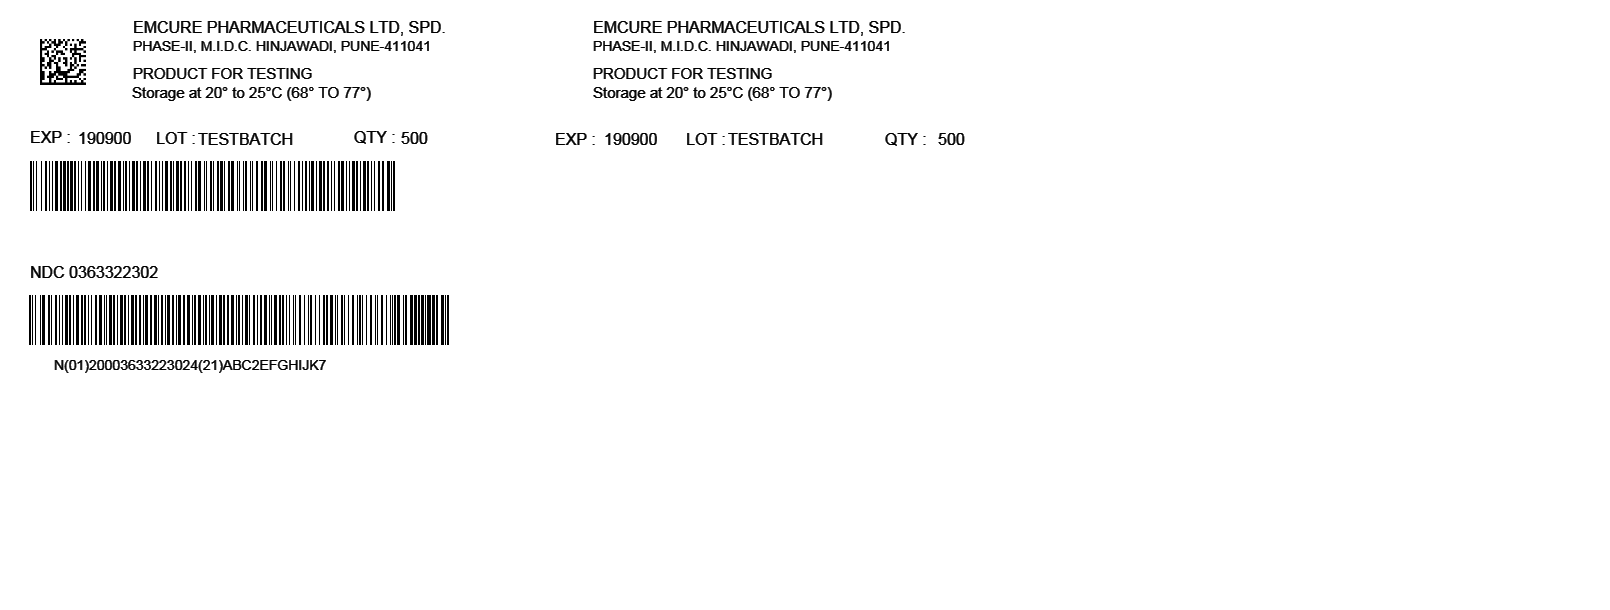 EMCURE PHARMACEUTICALS LTD, SPD.
PHASE-II, M.I.D.C. HINJAWADI, PUNE-411041
PRODUCT FOR TESTING
Storage at 20° to 25°C (68° TO 77°)
EXP : 190900 LOT : TESTBATCH QTY : 500
NDC 0363322302
N(01)20003633223024(21)ABC2EFGHIJK7
EMCURE PHARMACEUTICALS LTD, SPD.
PHASE-II, M.I.D.C. HINJAWADI, PUNE-411041
PRODUCT FOR TESTING
Storage at 20° to 25°C (68° TO 77°)
EXP : 190900 LOT : TESTBATCH QTY : 500